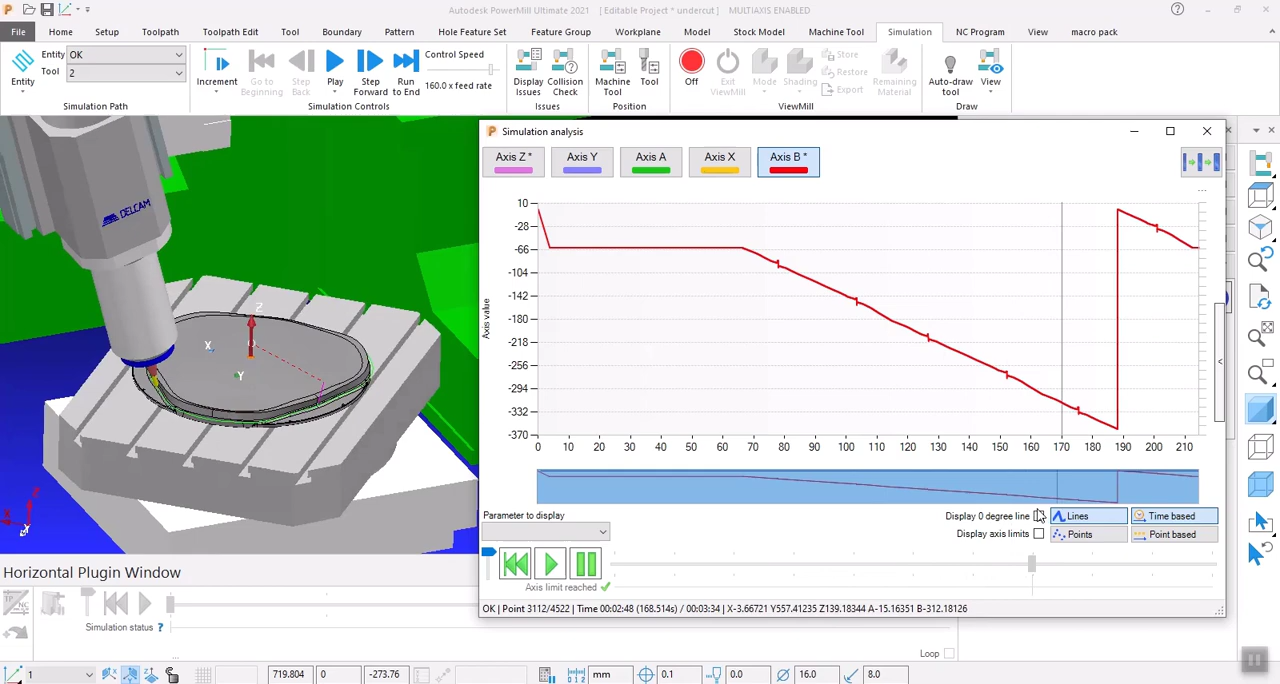 Autodesk PowerMill Ultimate 2021 [ Editable Project * undercut ] MULTIAXIS ENABLED
File Home Setup Toolpath Toolpath Edit Tool Boundary Pattern Hole Feature Set Feature Group Workplane Model Stock Model Machine Tool Simulation NC Program View macro pack
Entity
Entity OK
Tool 2
Simulation Path
Increment
Go to Beginning
Step Back
Play
Step Forward
Run to End
Control Speed
160.0 x feed rate
Simulation Controls
Display Issues
Collision Check
Issues
Machine Tool
Tool
Position
Off
Exit ViewMill
Mode
Shading
Store
Restore
Export
Remaining Material
ViewMill
Auto-draw tool
View
Draw
DELCAM
Z
X
Y
Simulation analysis
Axis Z * Axis Y Axis A Axis X Axis B *
...
Axis value
10
-28
-66
-104
-142
-180
-218
-256
-294
-332
-370
0 10 20 30 40 50 60 70 80 90 100 110 120 130 140 150 160 170 180 190 200 210
Parameter to display
Display 0 degree line
Lines
Time based
Display axis limits
Points
Point based
Axis limit reached
OK | Point 3112/4522 | Time 00:02:48 (168.514s) / 00:03:34 | X-3.66721 Y557.41235 Z139.18344 A-15.16351 B-312.18126
Horizontal Plugin Window
Simulation status ?
...
Loop
1
719.804 0 -273.76 mm 0.1 0.0 16.0 8.0